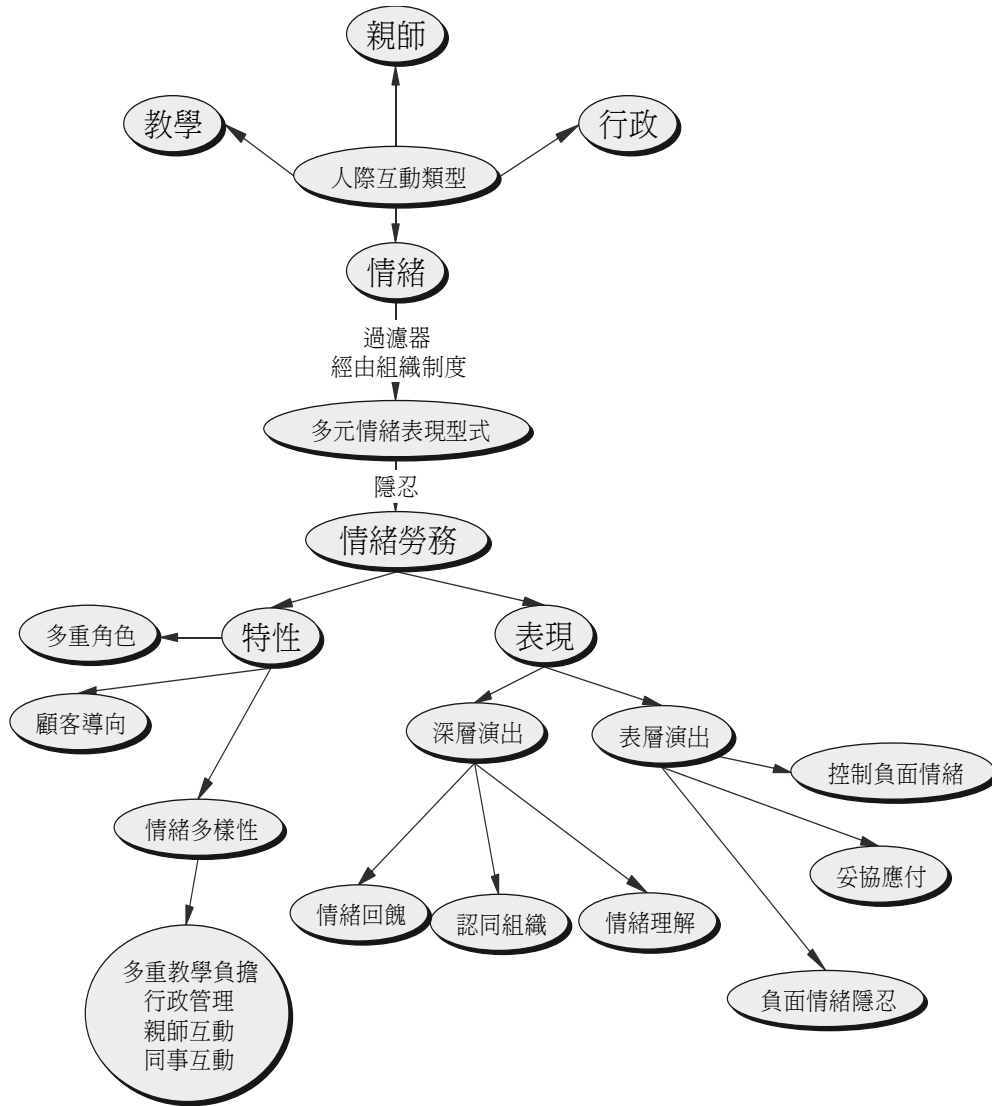 親師
教學
行政
人際互動類型
情緒
過濾器
經由組織制度
多元情緒表現型式
隱忍
情緒勞務
多重角色
特性
表現
顧客導向
深層演出
表層演出
控制負面情緒
情緒多樣性
妥協應付
情緒回餽
認同組織
情緒理解
多重教學負擔
行政管理
親師互動
同事互動
負面情緒隱忍